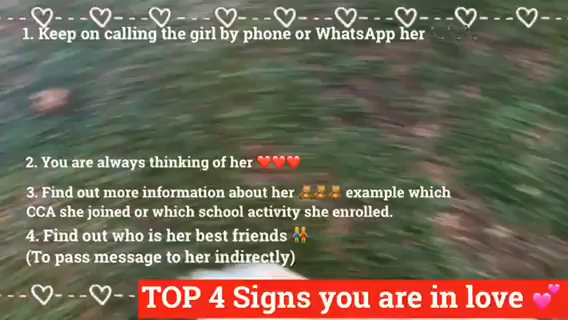 1. Keep on calling the girl by phone or WhatsApp her
2. You are always thinking of her ❤️❤️❤️
3. Find out more information about her 🧸🧸🧸 example which
CCA she joined or which school activity she enrolled.
4. Find out who is her best friends 👫
(To pass message to her indirectly)
TOP 4 Signs you are in love 💕